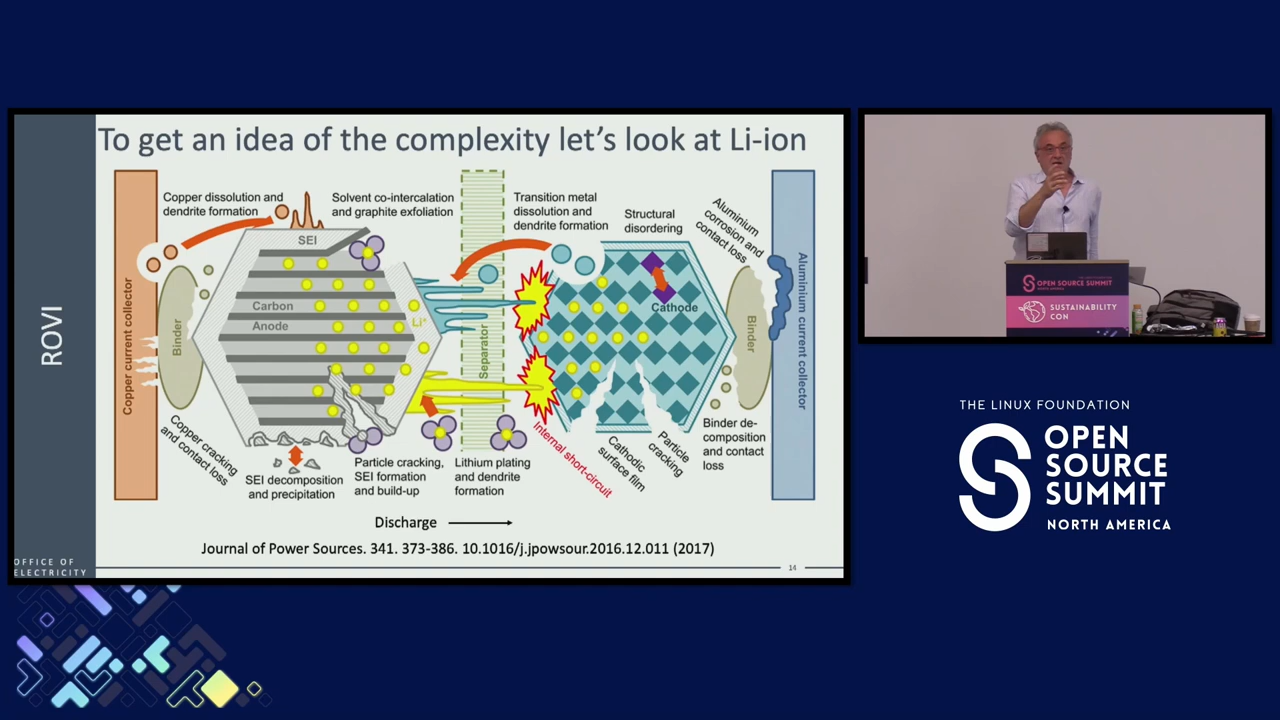 To get an idea of the complexity let's look at Li-ion
ROVI
OFFICE OF
ELECTRICITY
Copper current collector
Copper dissolution and
dendrite formation
SEI
Solvent co-intercalation
and graphite exfoliation
Transition metal
dissolution and
dendrite formation
Structural
disordering
Aluminium
corrosion and
contact loss
Aluminium current collector
Binder
Carbon
Anode
Li⁺
Separator
Cathode
Binder
Copper cracking
and contact loss
SEI decomposition
and precipitation
Particle cracking,
SEI formation
and build-up
Lithium plating
and dendrite
formation
Internal short-circuit
Cathodic
surface film
Particle
cracking
Binder de-
composition
and contact
loss
Discharge
Journal of Power Sources. 341. 373-386. 10.1016/j.jpowsour.2016.12.011 (2017)
14
OPEN SOURCE SUMMIT
NORTH AMERICA
SUSTAINABILITY
CON
THE LINUX FOUNDATION
OPEN
SOURCE
SUMMIT
NORTH AMERICA